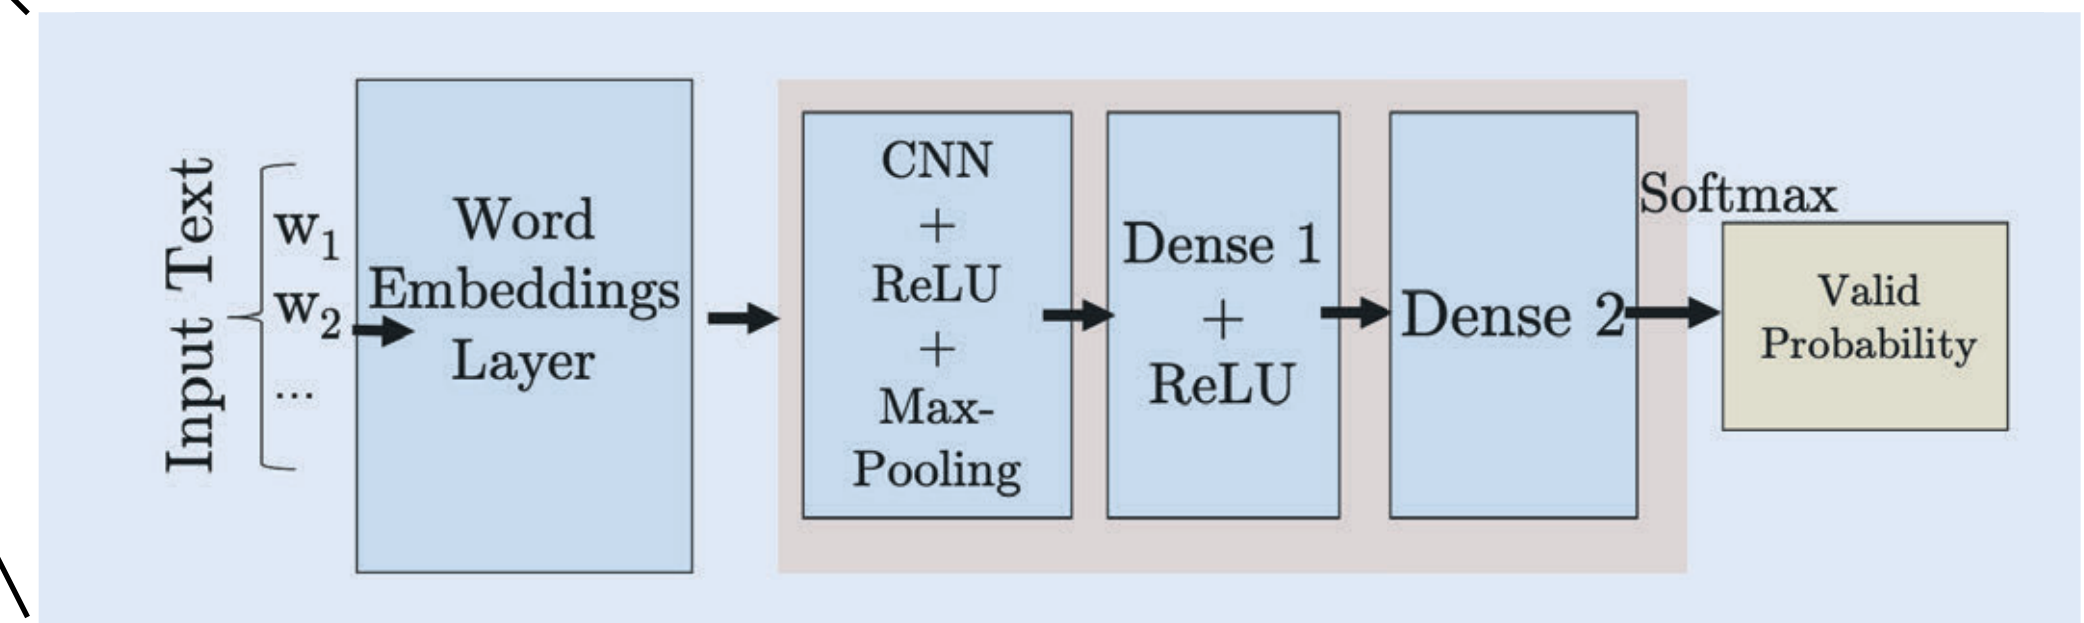 Input Text
w1
w2
...
Word
Embeddings
Layer
CNN
+
ReLU
+
Max-
Pooling
Dense 1
+
ReLU
Dense 2
Softmax
Valid
Probability